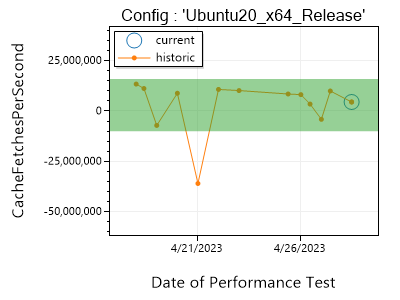 Config : 'Ubuntu20_x64_Release'
current
historic
CacheFetchesPerSecond
25,000,000
0
-25,000,000
-50,000,000
4/21/2023
4/26/2023
Date of Performance Test